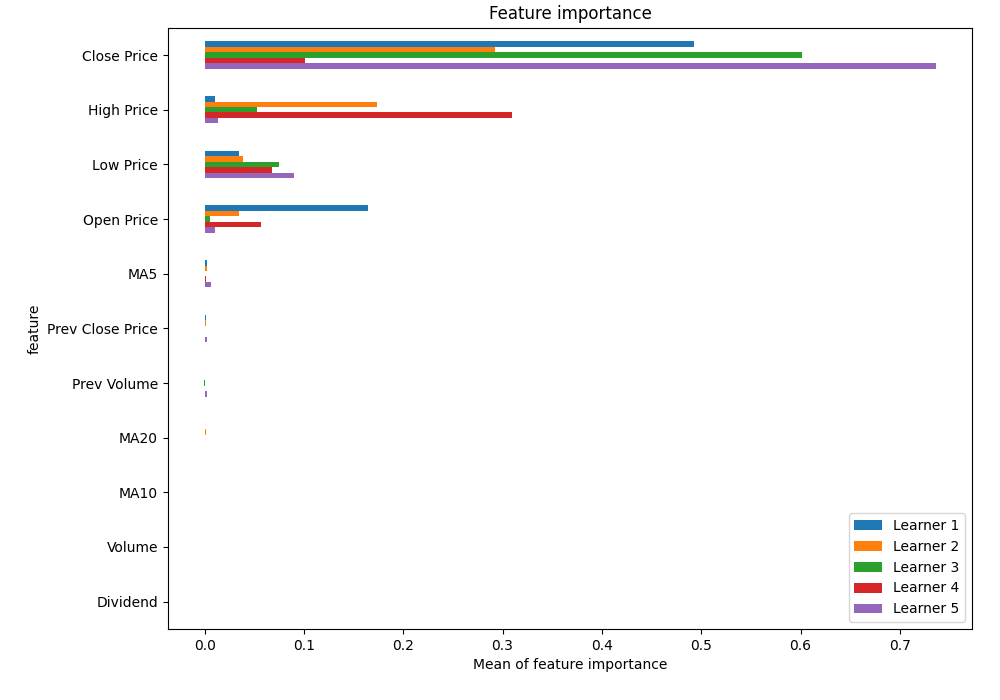 Feature importance
Close Price
High Price
Low Price
Open Price
MA5
Prev Close Price
Prev Volume
MA20
MA10
Volume
Dividend
feature
0.0 0.1 0.2 0.3 0.4 0.5 0.6 0.7
Mean of feature importance
Learner 1
Learner 2
Learner 3
Learner 4
Learner 5